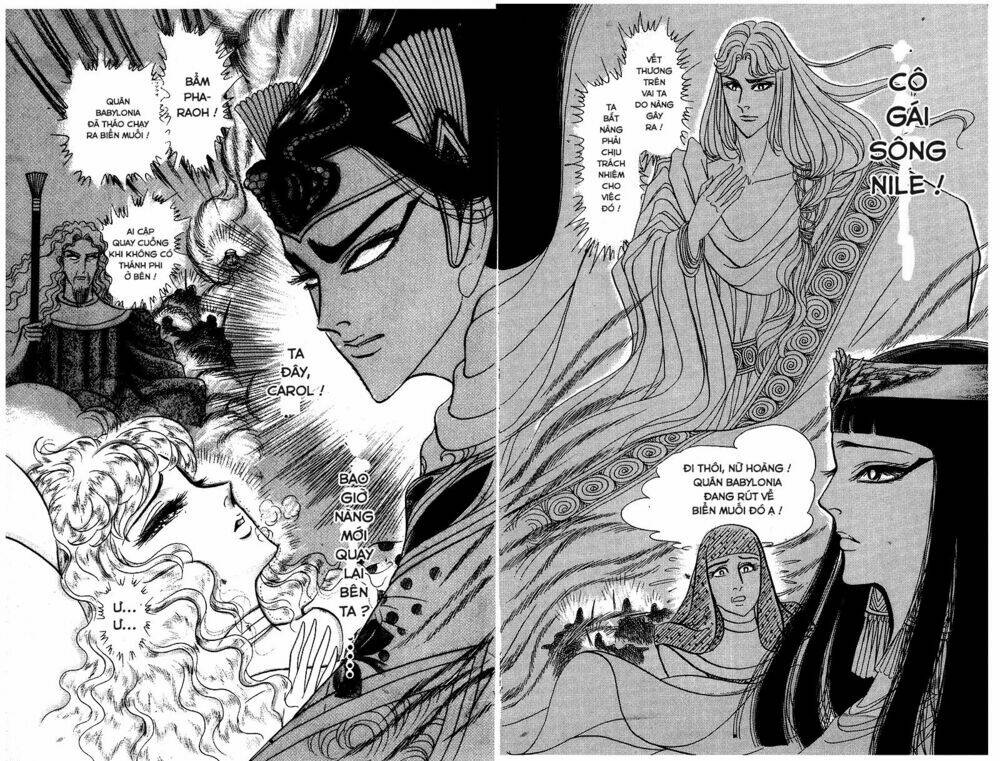 BẨM
PHA-
RAOH !
QUÂN
BABYLONIA
ĐÃ THÁO CHẠY
RA BIỂN MUỐI !
AI CẬP
QUAY CUỒNG
KHI KHÔNG CÓ
THÁNH PHI
Ở BÊN !
TA
ĐÂY,
CAROL !
...
BAO
GIỜ
NÀNG
MỚI
QUAY
LẠI
BÊN
TA ?
......
Ư...
Ư...
CÔ
GÁI
SÔNG
NILE !
VẾT
THƯƠNG
TRÊN
VAI TA
DO NÀNG
GÂY
RA !
TA
BẮT
NÀNG
PHẢI
CHỊU
TRÁCH
NHIỆM
CHO
VIỆC
ĐÓ !
ĐI THÔI, NỮ HOÀNG !
QUÂN BABYLONIA
ĐANG RÚT VỀ
BIỂN MUỐI ĐÓ Ạ !